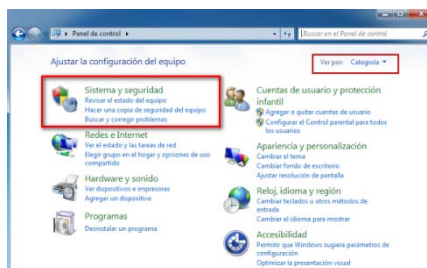 Panel de control
Buscar en el Panel de control
Ajustar la configuración del equipo
Ver por: Categoría
Sistema y seguridad
Revisar el estado del equipo
Hacer una copia de seguridad del equipo
Buscar y corregir problemas
Redes e Internet
Ver el estado y las tareas de red
Elegir grupo en el hogar y opciones de uso
compartido
Hardware y sonido
Ver dispositivos e impresoras
Agregar un dispositivo
Programas
Desinstalar un programa
Cuentas de usuario y protección
infantil
Agregar o quitar cuentas de usuario
Configurar el Control parental para todos
los usuarios
Apariencia y personalización
Cambiar el tema
Cambiar fondo de escritorio
Ajustar resolución de pantalla
Reloj, idioma y región
Cambiar teclados u otros métodos de
entrada
Cambiar el idioma para mostrar
Accesibilidad
Permitir que Windows sugiera parámetros de
configuración
Optimizar la presentación visual